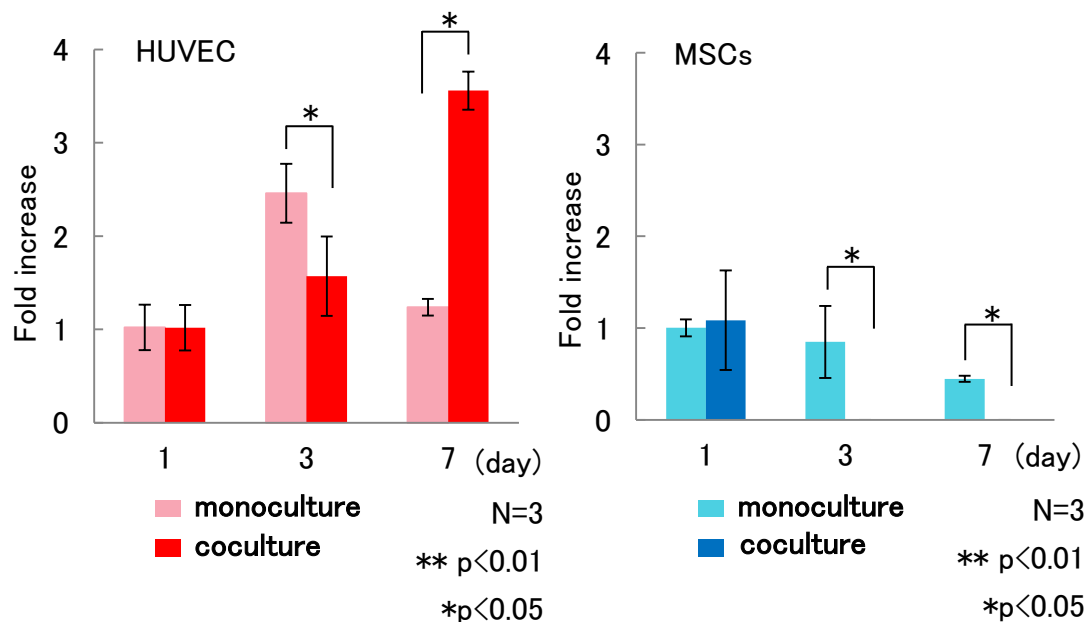 HUVEC
*
4
3
2
1
0
Fold increase
*
1
3
7
(day)
monoculture
coculture
N=3
** p<0.01
*p<0.05
MSCs
4
3
2
1
0
Fold increase
*
*
1
3
7
(day)
monoculture
coculture
N=3
** p<0.01
*p<0.05